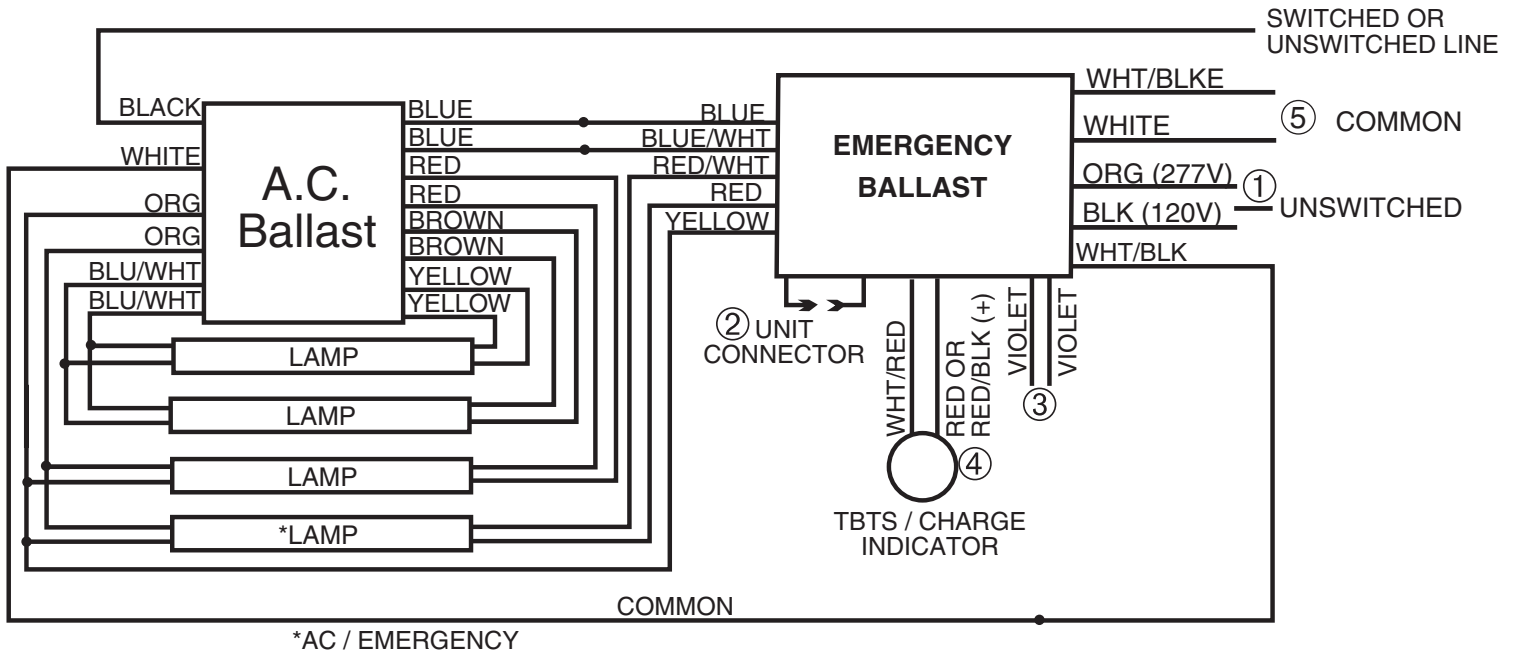 SWITCHED OR
UNSWITCHED LINE
BLACK
WHITE
ORG
ORG
BLU/WHT
BLU/WHT
A.C.
Ballast
BLUE
BLUE
RED
RED
BROWN
BROWN
YELLOW
YELLOW
BLUE
BLUE/WHT
RED/WHT
RED
YELLOW
EMERGENCY
BALLAST
WHT/BLKE
WHITE
5 COMMON
ORG (277V)
BLK (120V)
1 UNSWITCHED
WHT/BLK
2 UNIT
CONNECTOR
WHT/RED
RED OR
RED/BLK (+)
VIOLET
VIOLET
3
4
TBTS / CHARGE
INDICATOR
LAMP
LAMP
LAMP
*LAMP
COMMON
*AC / EMERGENCY